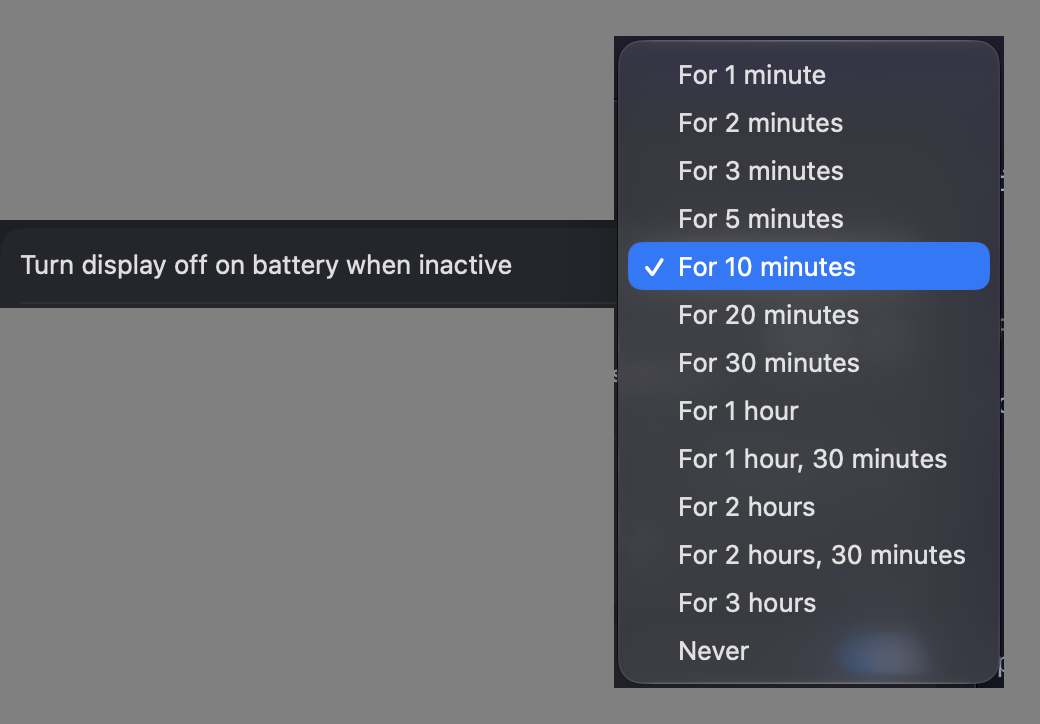 Turn display off on battery when inactive
For 1 minute
For 2 minutes
For 3 minutes
For 5 minutes
✓ For 10 minutes
For 20 minutes
For 30 minutes
For 1 hour
For 1 hour, 30 minutes
For 2 hours
For 2 hours, 30 minutes
For 3 hours
Never